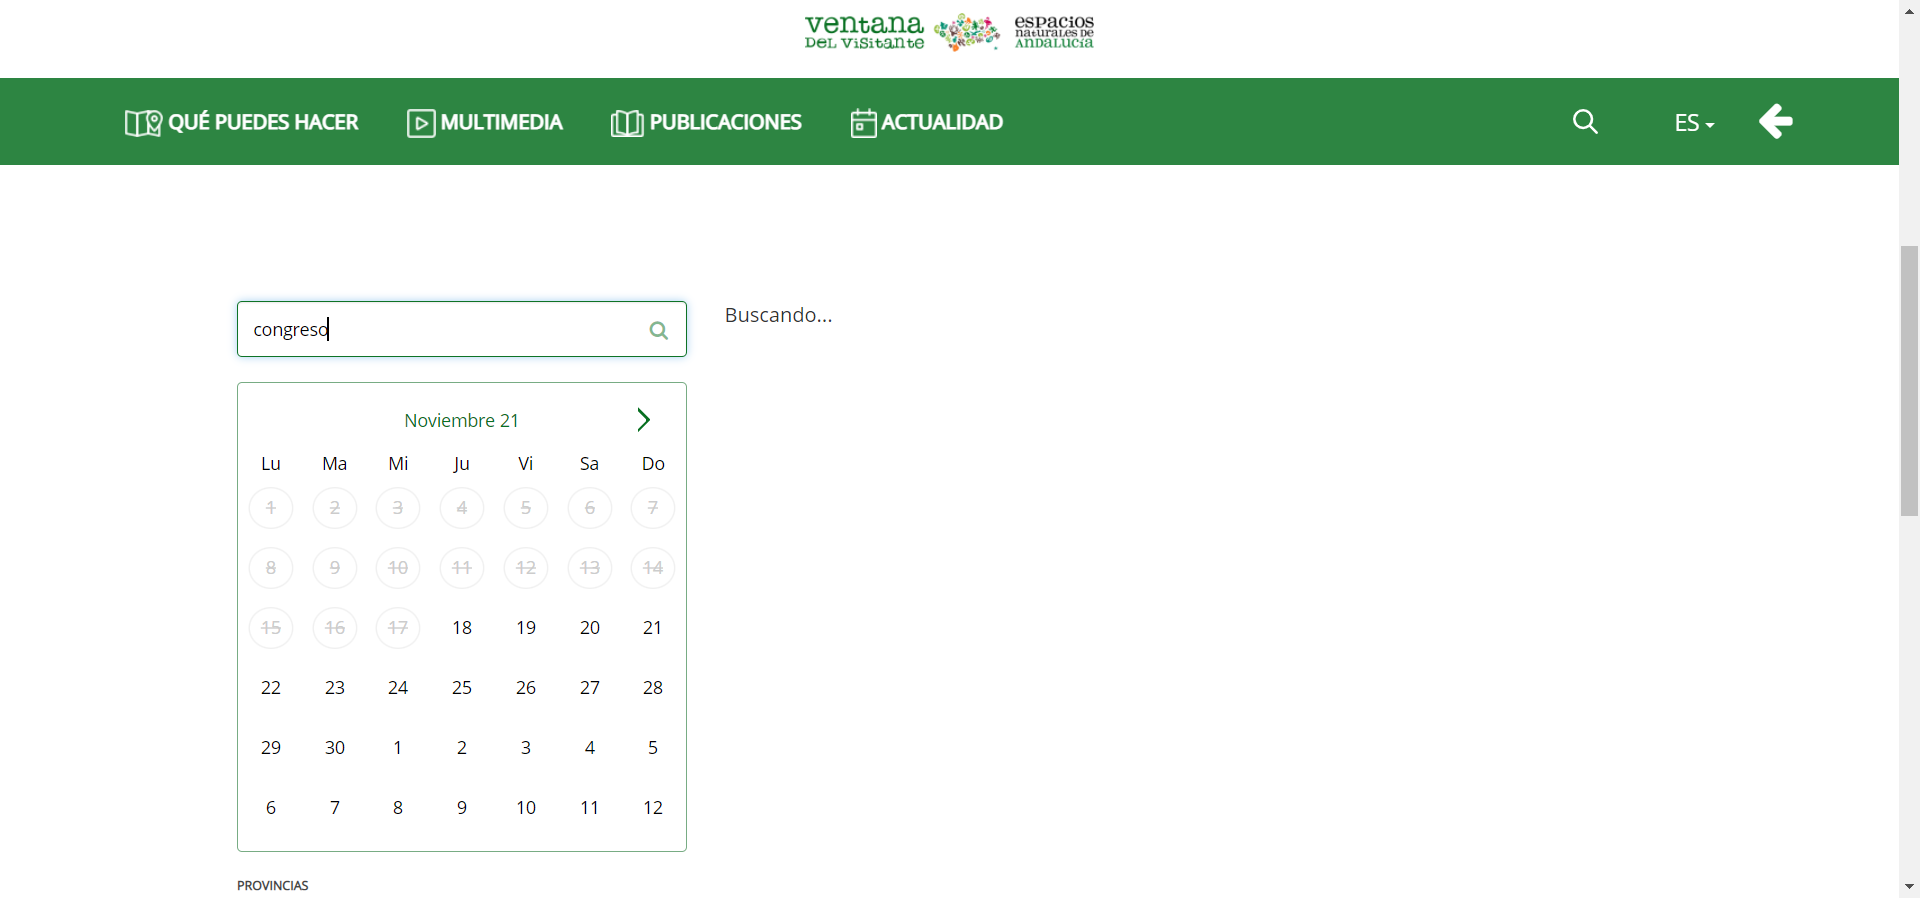 ventana
DEL VISITANTE
espacios
naturales de
ANDALUCÍA
QUÉ PUEDES HACER
MULTIMEDIA
PUBLICACIONES
ACTUALIDAD
ES
congreso
Buscando...
Noviembre 21
Lu Ma Mi Ju Vi Sa Do
1 2 3 4 5 6 7
8 9 10 11 12 13 14
15 16 17 18 19 20 21
22 23 24 25 26 27 28
29 30 1 2 3 4 5
6 7 8 9 10 11 12
PROVINCIAS